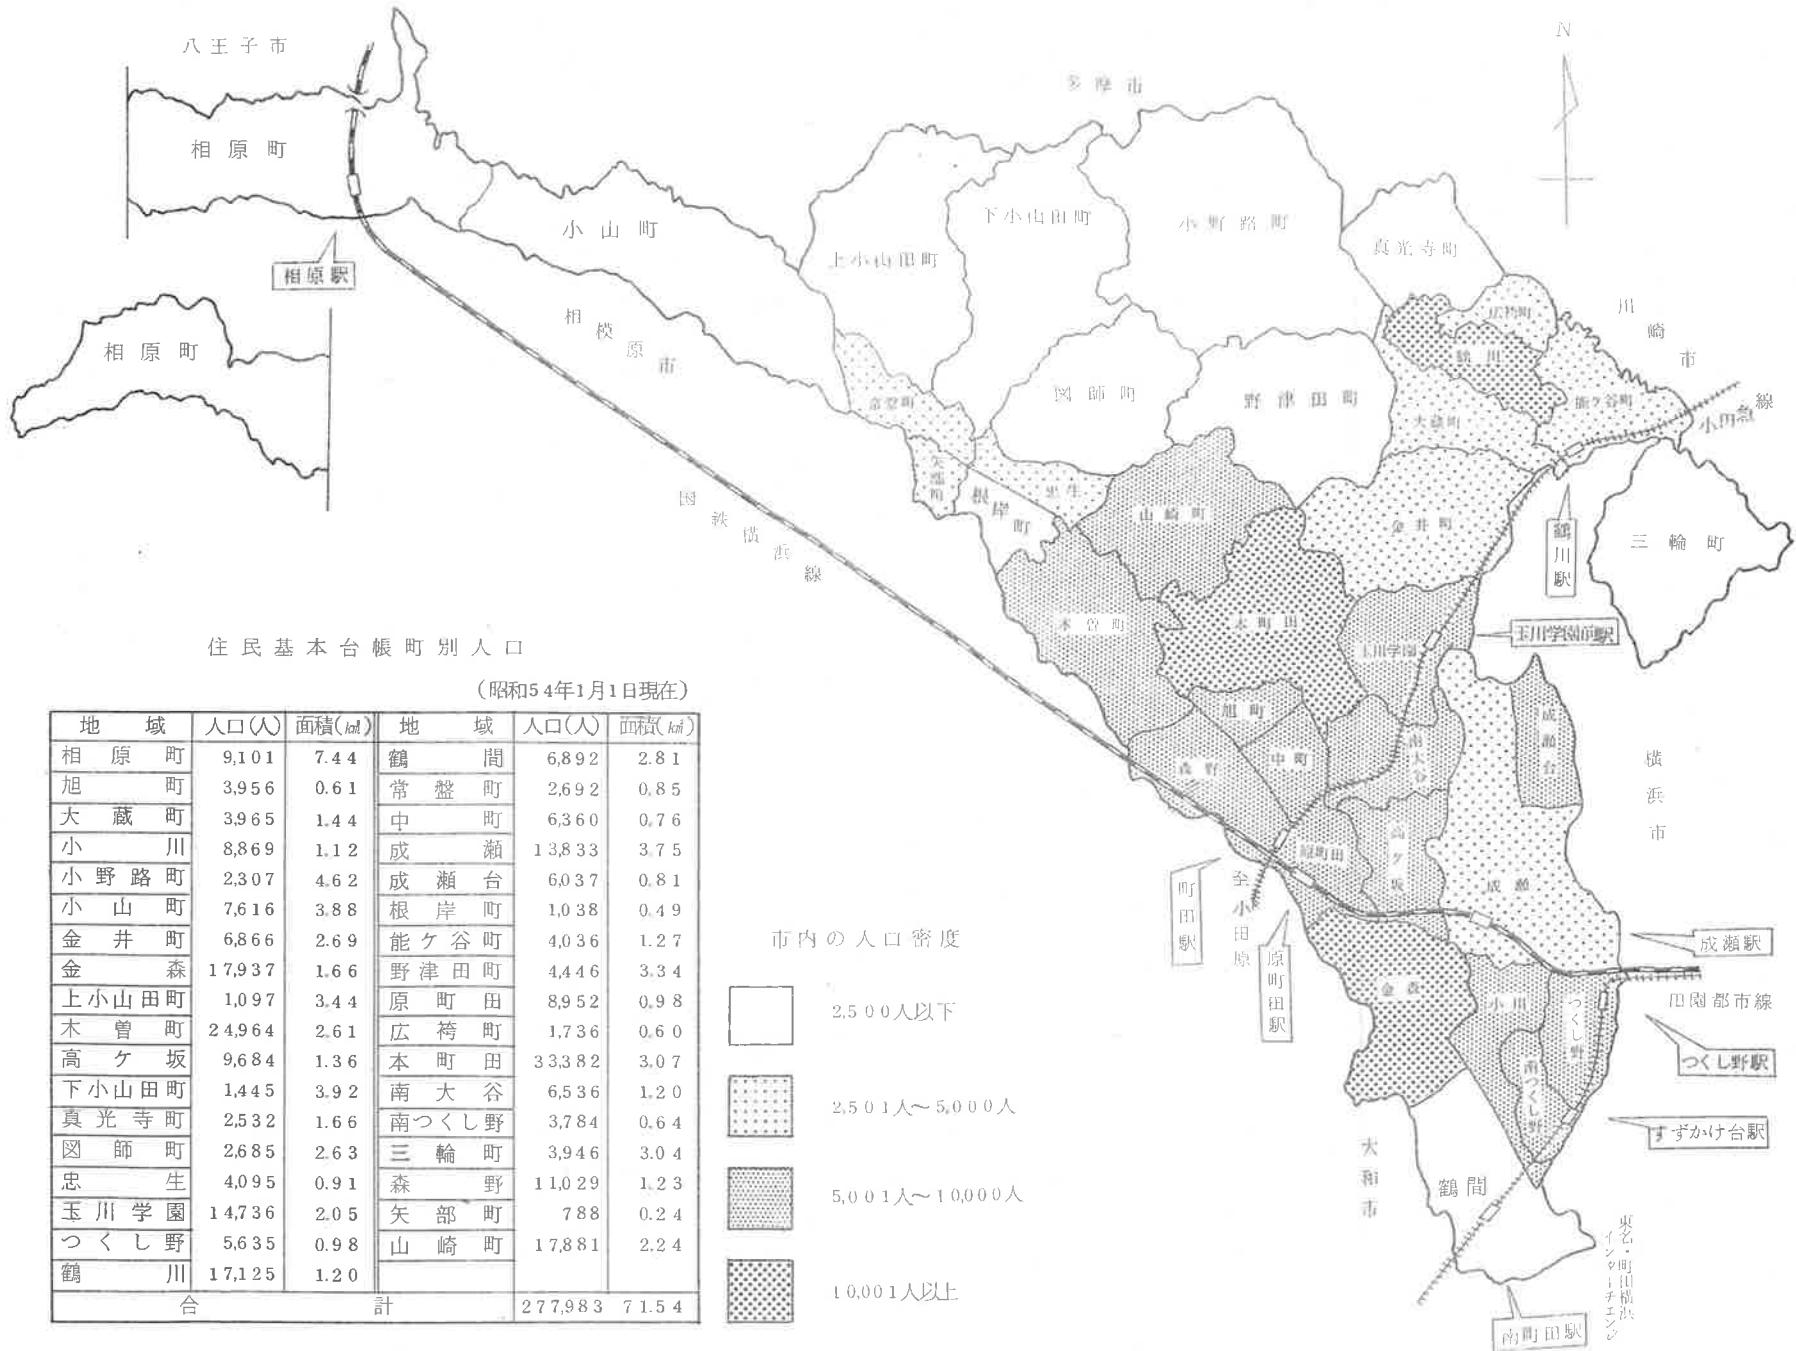 八王子市
多摩市
N
相原町
小山町
上小山田町
下小山田町
小野路町
真光寺町
相原駅
相模原市
川崎市
広袴町
鶴川
能ケ谷町
相原町
常盤町
図師町
野津田町
大蔵町
小田急線
矢部町
根岸町
忠生
山崎町
金井町
鶴川駅
三輪町
国鉄横浜線
木曽町
本町田
玉川学園
玉川学園前駅
旭町
森野
中町
南大谷
成瀬台
横浜市
原町田
高ケ坂
成瀬
町田駅
至小田原
原町田駅
成瀬駅
金森
小川
つくし野
田園都市線
つくし野駅
南つくし野
すずかけ台駅
大和市
鶴間
東名・町田横浜
インターチェンジ
南町田駅
住民基本台帳町別人口
(昭和54年1月1日現在)
地域 人口(人) 面積(㎢) 地域 人口(人) 面積(㎢)
相原町 9,101 7.44 鶴間 6,892 2.81
旭町 3,956 0.61 常盤町 2,692 0.85
大蔵町 3,965 1.44 中町 6,360 0.76
小川 8,869 1.12 成瀬 13,833 3.75
小野路町 2,307 4.62 成瀬台 6,037 0.81
小山町 7,616 3.88 根岸町 1,038 0.49
金井町 6,866 2.69 能ケ谷町 4,036 1.27
金森 17,937 1.66 野津田町 4,446 3.34
上小山田町 1,097 3.44 原町田 8,952 0.98
木曽町 24,964 2.61 広袴町 1,736 0.60
高ケ坂 9,684 1.36 本町田 33,382 3.07
下小山田町 1,445 3.92 南大谷 6,536 1.20
真光寺町 2,532 1.66 南つくし野 3,784 0.64
図師町 2,685 2.63 三輪町 3,946 3.04
忠生 4,095 0.91 森野 11,029 1.23
玉川学園 14,736 2.05 矢部町 788 0.24
つくし野 5,635 0.98 山崎町 17,881 2.24
鶴川 17,125 1.20
合計 277,983 71.54
市内の人口密度
2,500人以下
2,501人〜5,000人
5,001人〜10,000人
10,001人以上